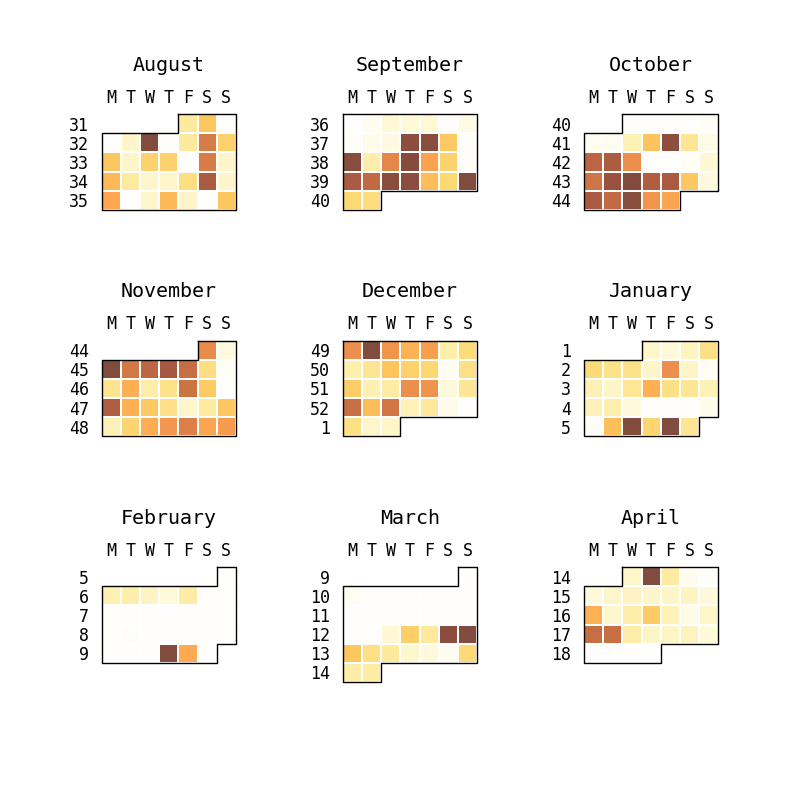 August September October
M T W T F S S M T W T F S S M T W T F S S
31 36 40
32 37 41
33 38 42
34 39 43
35 40 44
November December January
M T W T F S S M T W T F S S M T W T F S S
44 49 1
45 50 2
46 51 3
47 52 4
48 1 5
February March April
M T W T F S S M T W T F S S M T W T F S S
5 9 14
6 10 15
7 11 16
8 12 17
9 13 18
14